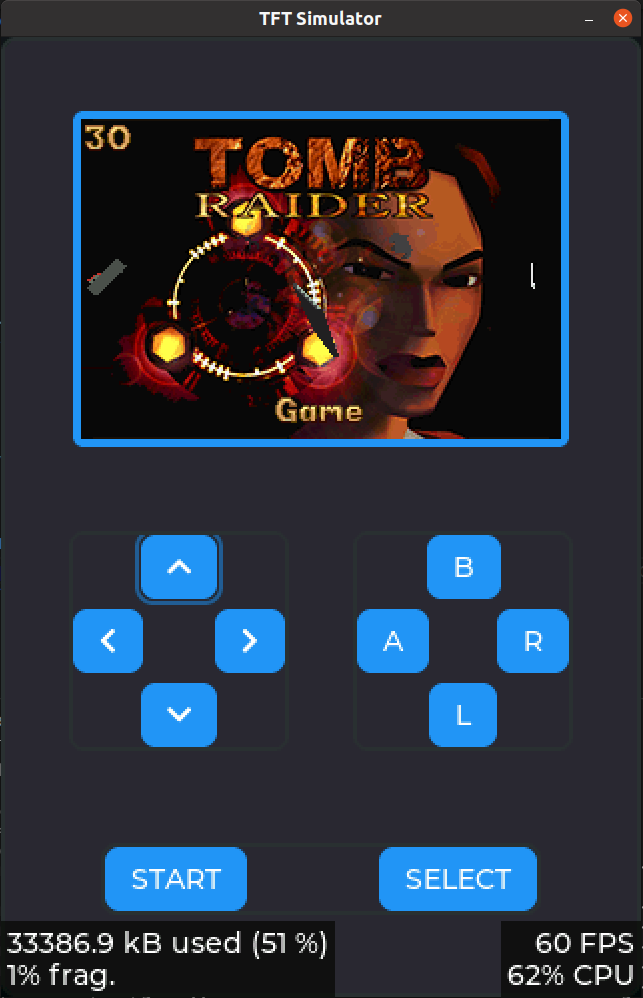 TFT Simulator
30
TOMB
RAIDER
Game
B
A
R
L
START
SELECT
33386.9 kB used (51 %)
1% frag.
60 FPS
62% CPU